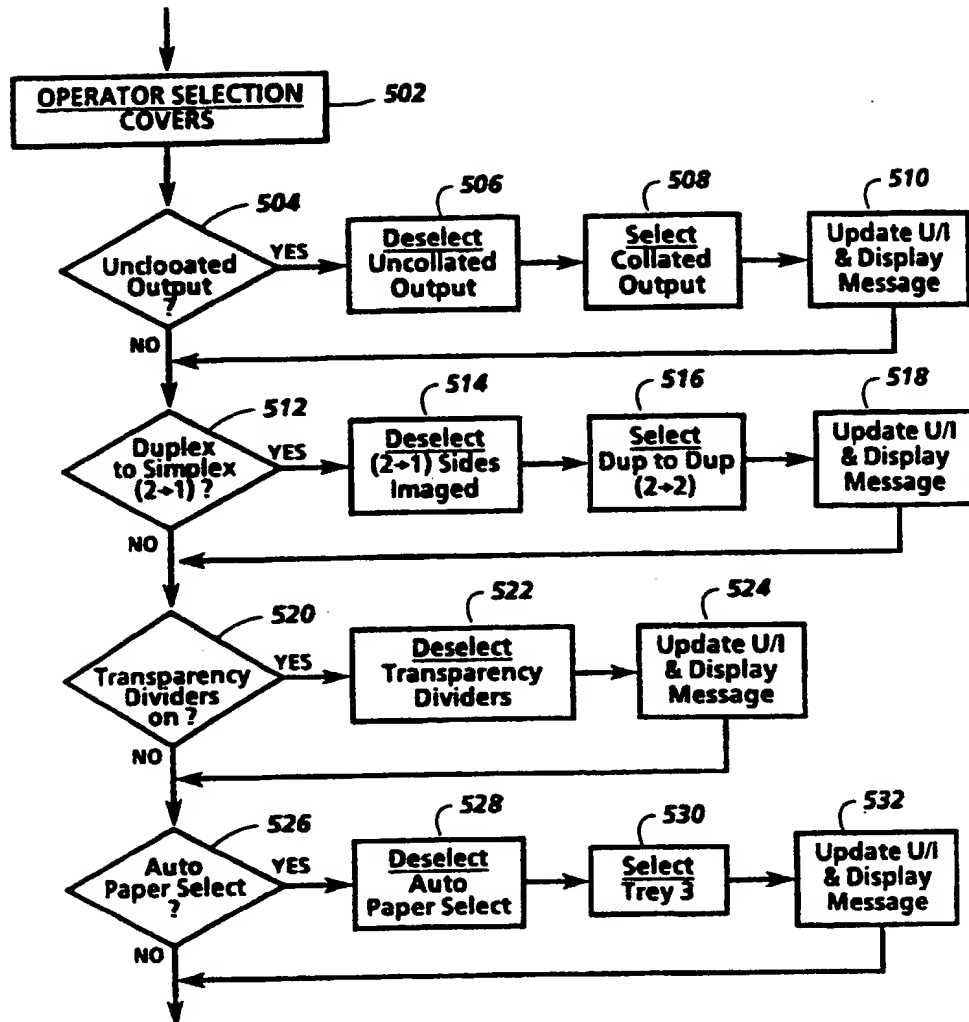 OPERATOR SELECTION
COVERS
502
504
Unclooated
Output
?
YES
NO
506
Deselect
Uncollated
Output
508
Select
Collated
Output
510
Update U/I
& Display
Message
512
Duplex
to Simplex
(2→1) ?
YES
NO
514
Deselect
(2→1) Sides
Imaged
516
Select
Dup to Dup
(2→2)
518
Update U/I
& Display
Message
520
Transparency
Dividers
on ?
YES
NO
522
Deselect
Transparency
Dividers
524
Update U/I
& Display
Message
526
Auto
Paper Select
?
YES
NO
528
Deselect
Auto
Paper Select
530
Select
Trey 3
532
Update U/I
& Display
Message